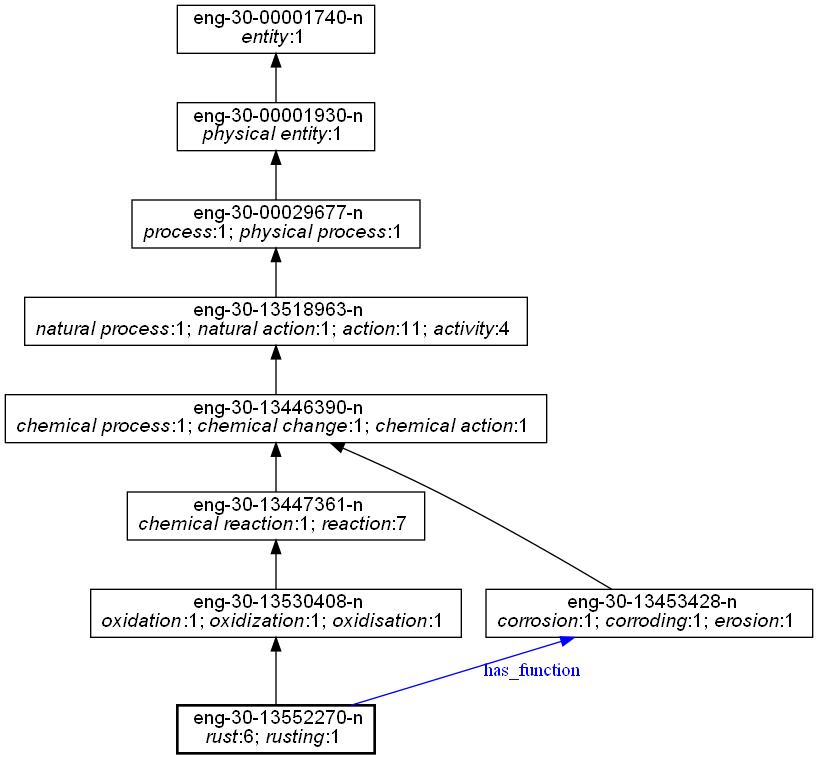 eng-30-00001740-n
entity:1
eng-30-00001930-n
physical entity:1
eng-30-00029677-n
process:1; physical process:1
eng-30-13518963-n
natural process:1; natural action:1; action:11; activity:4
eng-30-13446390-n
chemical process:1; chemical change:1; chemical action:1
eng-30-13447361-n
chemical reaction:1; reaction:7
eng-30-13530408-n
oxidation:1; oxidization:1; oxidisation:1
eng-30-13453428-n
corrosion:1; corroding:1; erosion:1
has_function
eng-30-13552270-n
rust:6; rusting:1